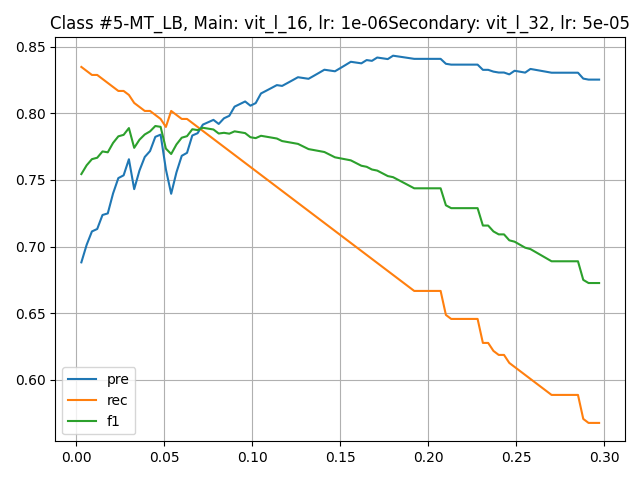 Class #5-MT_LB, Main: vit_l_16, lr: 1e-06Secondary: vit_l_32, lr: 5e-05
0.85
0.80
0.75
0.70
0.65
0.60
pre
rec
f1
0.00 0.05 0.10 0.15 0.20 0.25 0.30